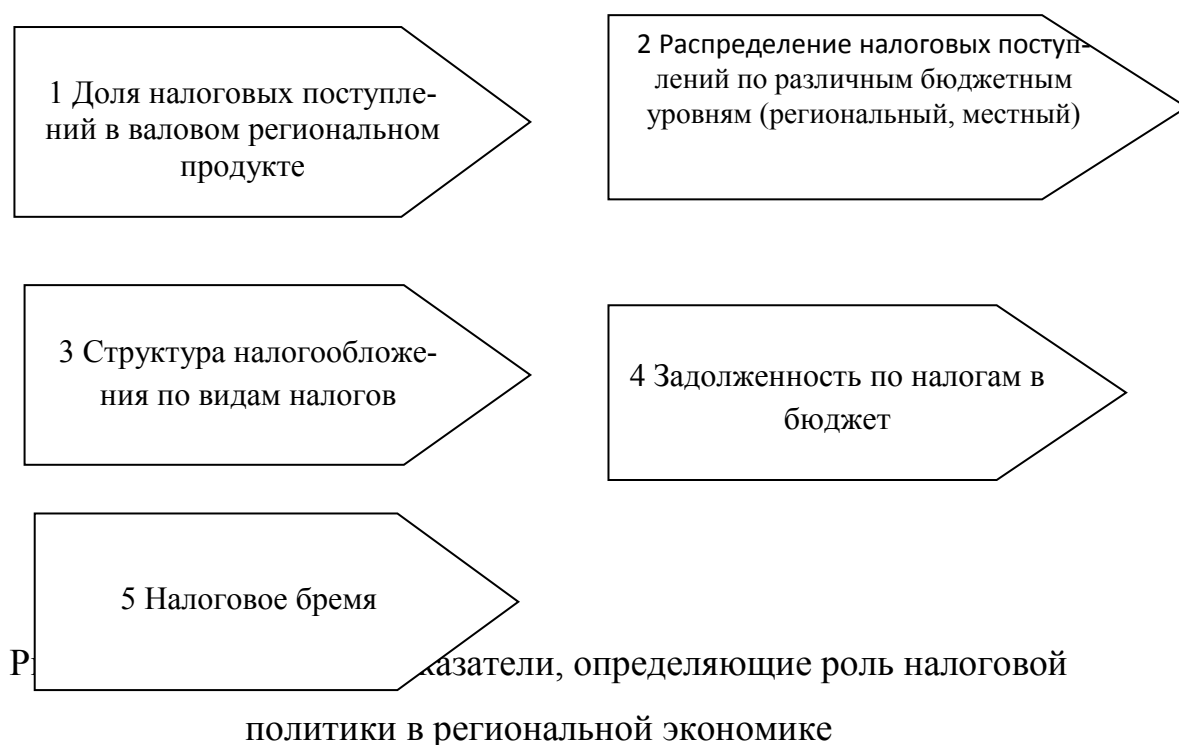 1 Доля налоговых поступле-
ний в валовом региональном
продукте
2 Распределение налоговых поступ-
лений по различным бюджетным
уровням (региональный, местный)
3 Структура налогообложе-
ния по видам налогов
4 Задолженность по налогам в
бюджет
5 Налоговое бремя
определяющие роль налоговой
политики в региональной экономике